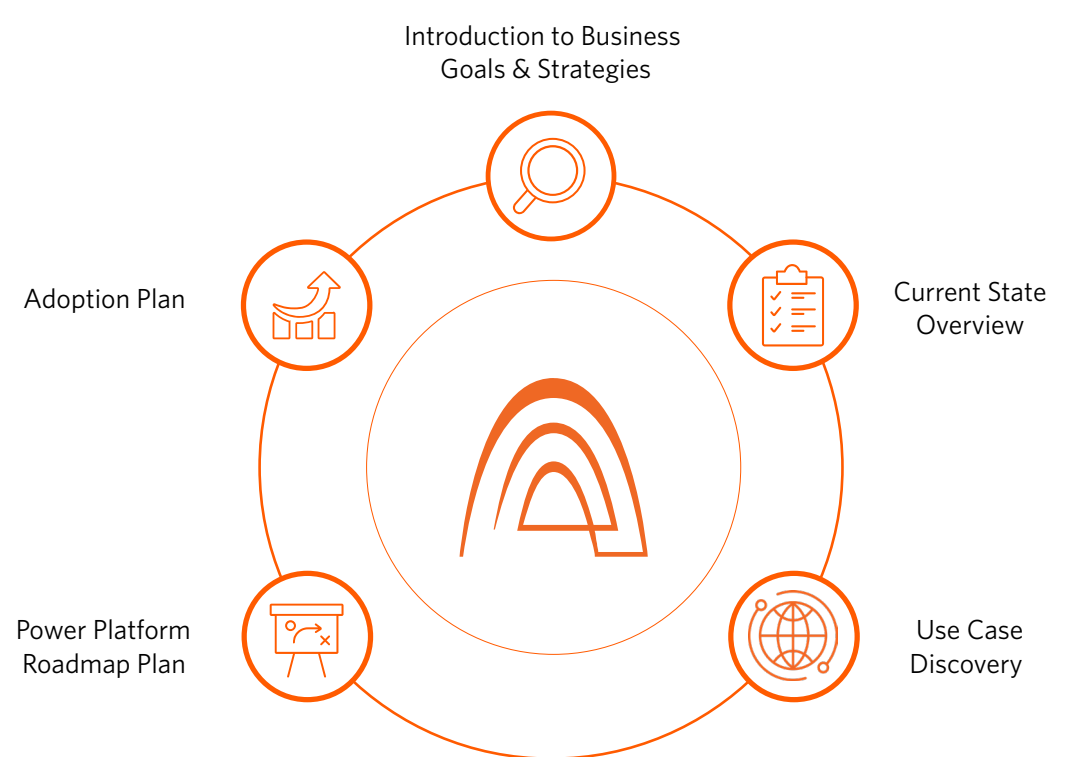 Introduction to Business
Goals & Strategies
Current State
Overview
Use Case
Discovery
Power Platform
Roadmap Plan
Adoption Plan